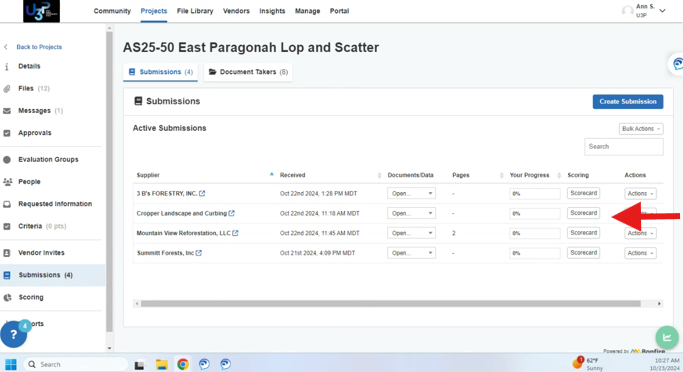 U3P
Community Projects File Library Vendors Insights Manage Portal
Ann S.
U3P
Back to Projects
AS25-50 East Paragonah Lop and Scatter
Details
Files (12)
Messages (1)
Approvals
Evaluation Groups
People
Requested Information
Criteria (0 pts)
Vendor Invites
Submissions (4)
Scoring
orts
? 4
Submissions (4) Document Takers (6)
Submissions Create Submission
Active Submissions Bulk Actions
Search
Supplier Received Documents/Data Pages Your Progress Scoring Actions
3 B's FORESTRY, INC. Oct 22nd 2024, 1:28 PM MDT Open... - 0% Scorecard Actions
Cropper Landscape and Curbing Oct 22nd 2024, 11:18 AM MDT Open... - 0% Scorecard
Mountain View Reforestation, LLC Oct 22nd 2024, 11:45 AM MDT Open... 2 0% Scorecard Actions
Summitt Forests, Inc Oct 21st 2024, 4:09 PM MDT Open... - 0% Scorecard Actions
Powered by Bonfire
Search
1 62°F
Sunny
10:27 AM
10/23/2024